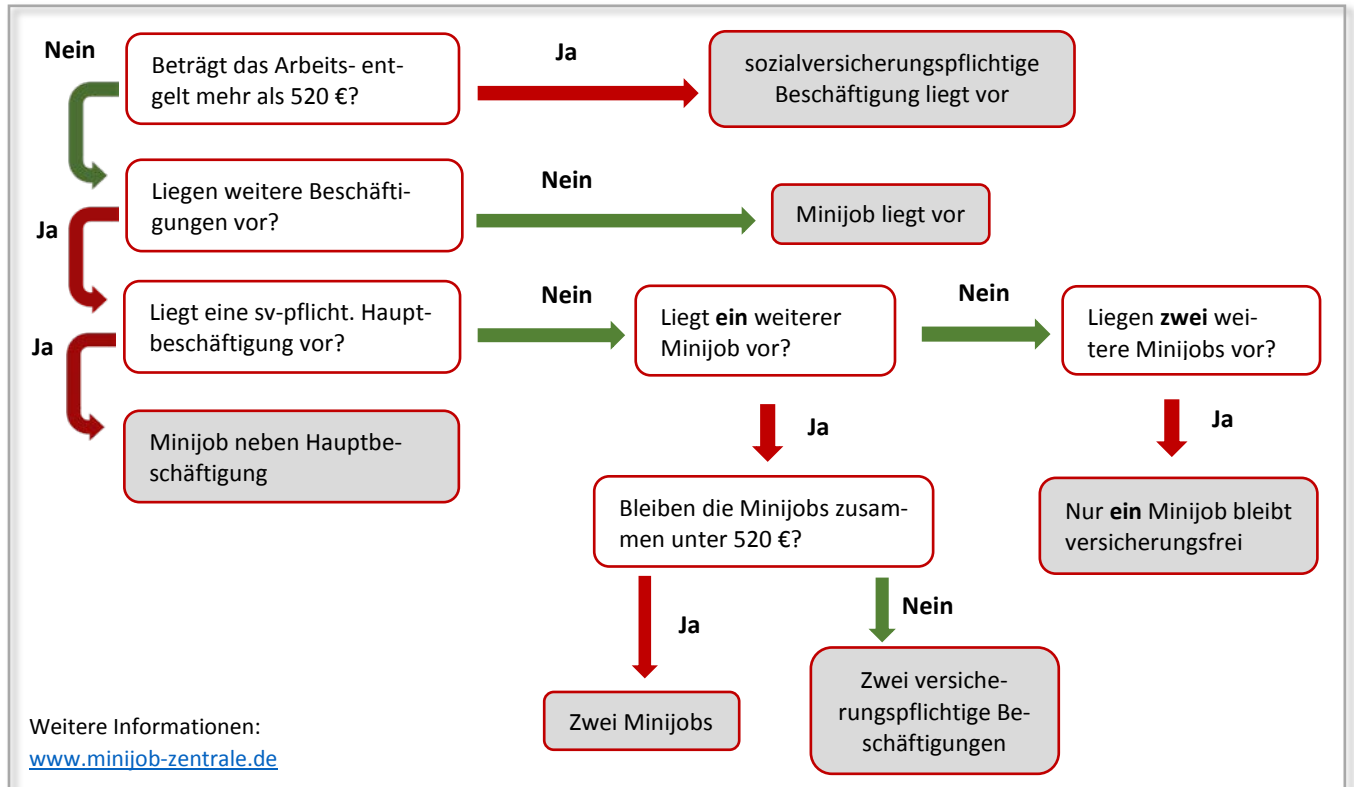 Nein
Beträgt das Arbeits- ent-
gelt mehr als 520 €?
Ja
sozialversicherungspflichtige
Beschäftigung liegt vor
Liegen weitere Beschäfti-
gungen vor?
Nein
Minijob liegt vor
Ja
Liegt eine sv-pflicht. Haupt-
beschäftigung vor?
Nein
Liegt ein weiterer
Minijob vor?
Nein
Liegen zwei wei-
tere Minijobs vor?
Ja
Minijob neben Hauptbe-
schäftigung
Ja
Ja
Bleiben die Minijobs zusam-
men unter 520 €?
Nur ein Minijob bleibt
versicherungsfrei
Ja
Nein
Zwei Minijobs
Zwei versiche-
rungspflichtige Be-
schäftigungen
Weitere Informationen:
www.minijob-zentrale.de